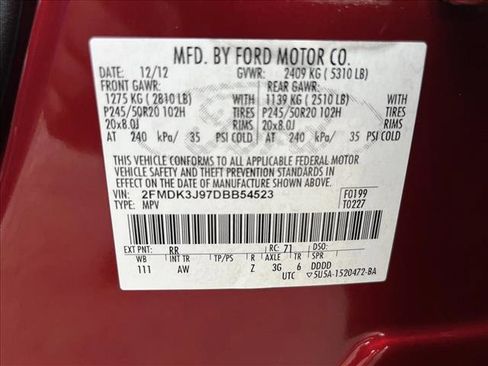 MFD. BY FORD MOTOR CO.
DATE: 12/12 GVWR: 2409 KG ( 5310 LB)
FRONT GAWR: REAR GAWR:
1275 KG ( 2810 LB) WITH 1139 KG ( 2510 LB) WITH
P245/50R20 102H TIRES P245/50R20 102H TIRES
20x8.0J RIMS 20x8.0J RIMS
AT 240 kPa/ 35 PSI COLD AT 240 kPa/ 35 PSI COLD
THIS VEHICLE CONFORMS TO ALL APPLICABLE FEDERAL MOTOR
VEHICLE SAFETY AND THEFT PREVENTION STANDARDS IN EFFECT
ON THE DATE OF MANUFACTURE SHOWN ABOVE.
VIN: 2FMDK3J97DBB54523 F0199
TYPE: MPV T0227
EXT PNT: RR RC: 71 DSO:
WB INT TR TP/PS R AXLE TR SPR
111 AW Z 3G 6 DDDD
UTC ▽5U5A-1520472-BA